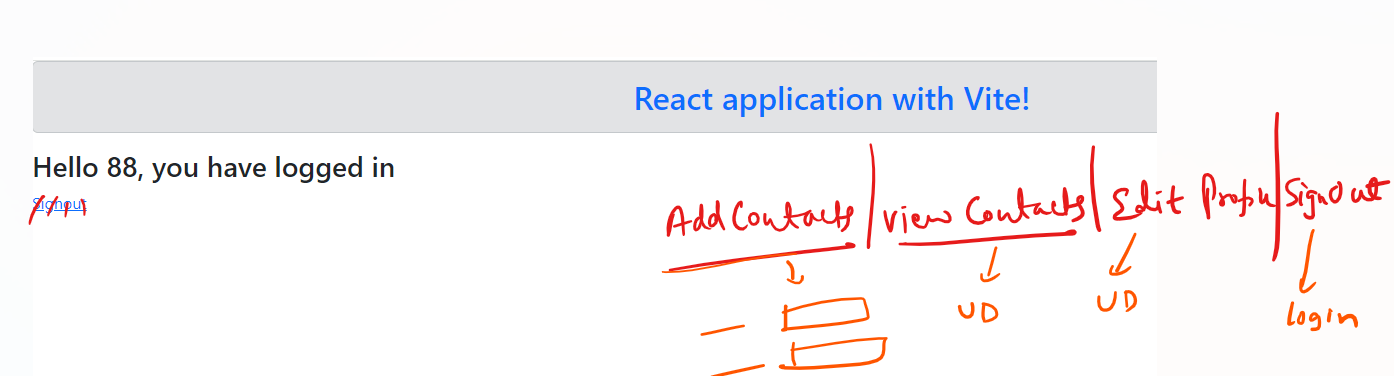 React application with Vite!
Hello 88, you have logged in
Signout
Add Contacts | View Contacts | Edit | SignOut
UD UD login